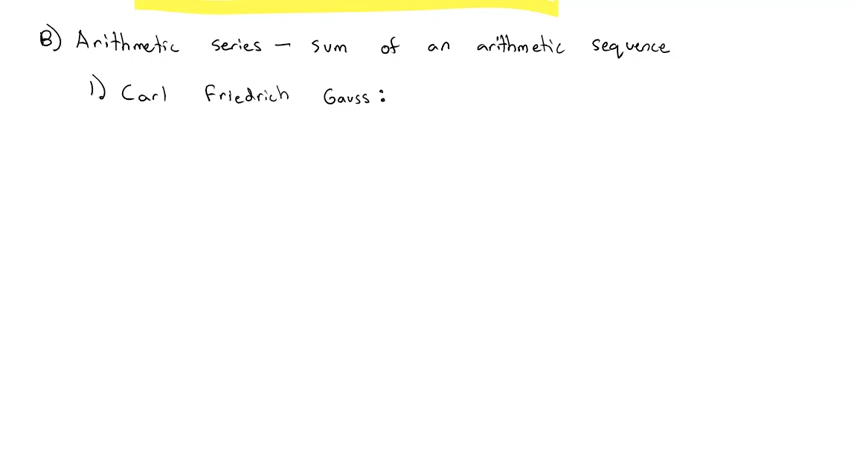 B) Arithmetic series – sum of an arithmetic sequence
1) Carl Friedrich Gauss: